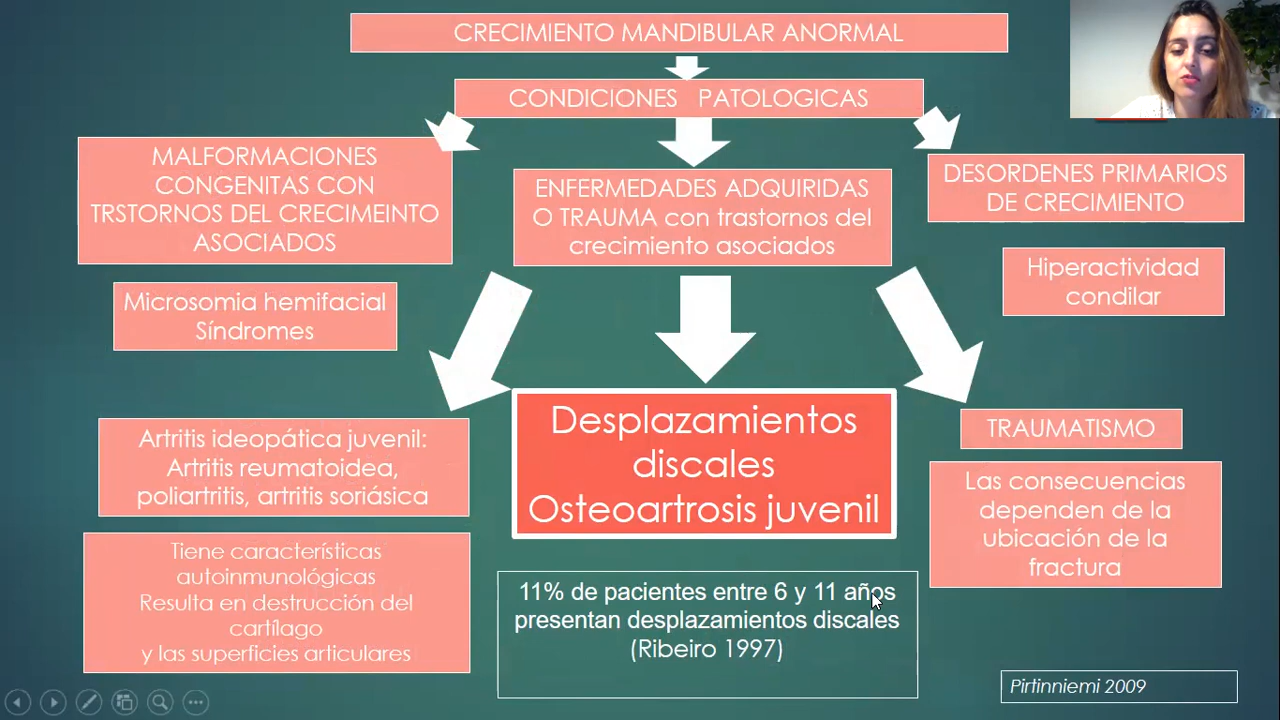 CRECIMIENTO MANDIBULAR ANORMAL
CONDICIONES PATOLOGICAS
MALFORMACIONES
CONGENITAS CON
TRSTORNOS DEL CRECIMEINTO
ASOCIADOS
ENFERMEDADES ADQUIRIDAS
O TRAUMA con trastornos del
crecimiento asociados
DESORDENES PRIMARIOS
DE CRECIMIENTO
Microsomia hemifacial
Síndromes
Hiperactividad
condilar
Artritis ideopática juvenil:
Artritis reumatoidea,
poliartritis, artritis soriásica
Tiene características
autoinmunológicas
Resulta en destrucción del
cartílago
y las superficies articulares
Desplazamientos
discales
Osteoartrosis juvenil
11% de pacientes entre 6 y 11 años
presentan desplazamientos discales
(Ribeiro 1997)
TRAUMATISMO
Las consecuencias
dependen de la
ubicación de la
fractura
Pirtinniemi 2009